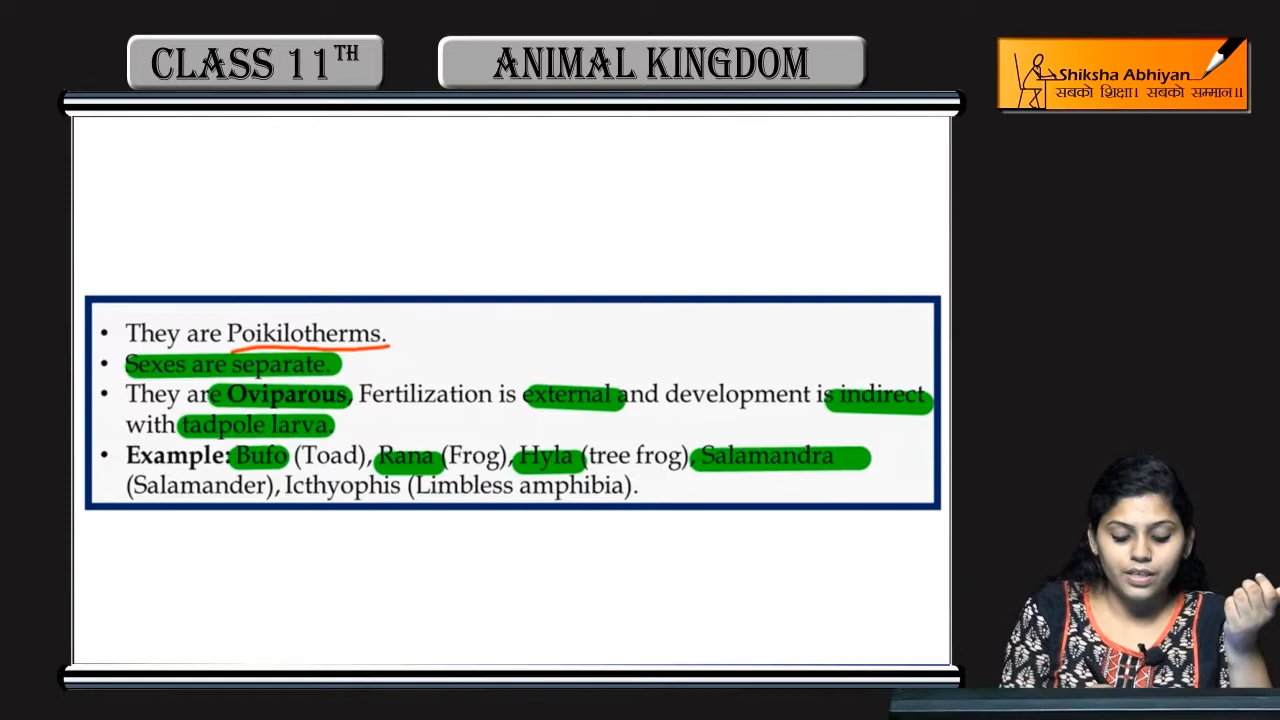 CLASS 11TH
ANIMAL KINGDOM
Shiksha Abhiyan
सबको शिक्षा। सबको सम्मान।।
• They are Poikilotherms.
• Sexes are separate.
• They are Oviparous. Fertilization is external and development is indirect
with tadpole larva.
• Example: Bufo (Toad), Rana (Frog), Hyla (tree frog), Salamandra
(Salamander), Icthyophis (Limbless amphibia).